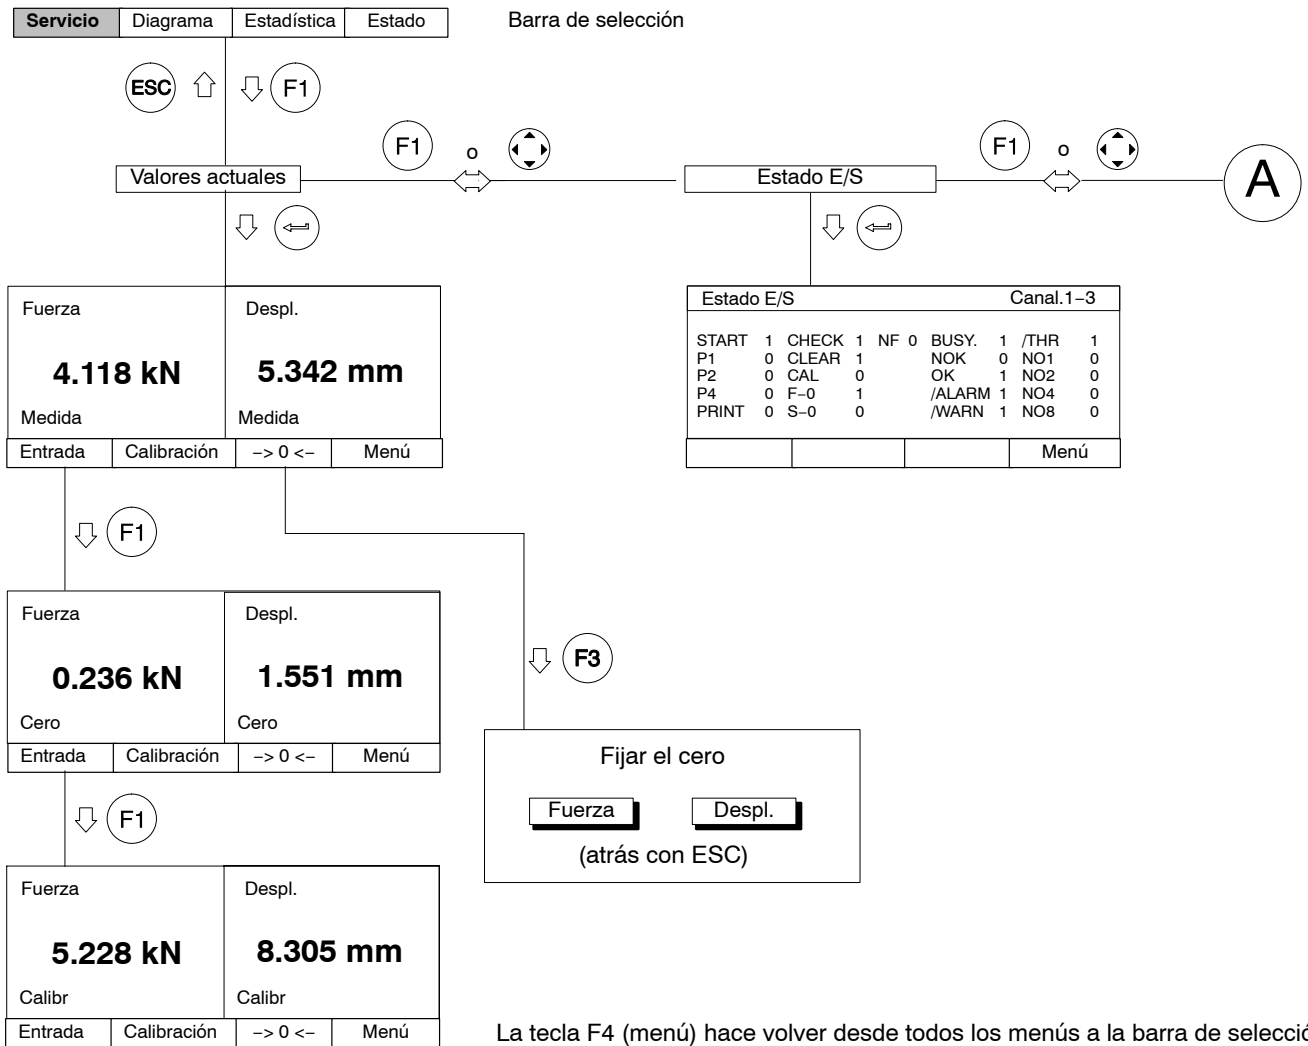 Servicio Diagrama Estadística Estado Barra de selección
ESC F1
F1 o F1 o
Valores actuales Estado E/S A
Fuerza Despl.
4.118 kN 5.342 mm
Medida Medida
Entrada Calibración –> 0 <– Menú
Estado E/S Canal.1–3
START 1 CHECK 1 NF 0 BUSY. 1 /THR 1
P1 0 CLEAR 1 NOK 0 NO1 0
P2 0 CAL 0 OK 1 NO2 0
P4 0 F–0 1 /ALARM 1 NO4 0
PRINT 0 S–0 0 /WARN 1 NO8 0
Menú
F1
Fuerza Despl.
0.236 kN 1.551 mm
Cero Cero
Entrada Calibración –> 0 <– Menú
F3
Fijar el cero
Fuerza Despl.
(atrás con ESC)
F1
Fuerza Despl.
5.228 kN 8.305 mm
Calibr Calibr
Entrada Calibración –> 0 <– Menú
La tecla F4 (menú) hace volver desde todos los menús a la barra de selecció